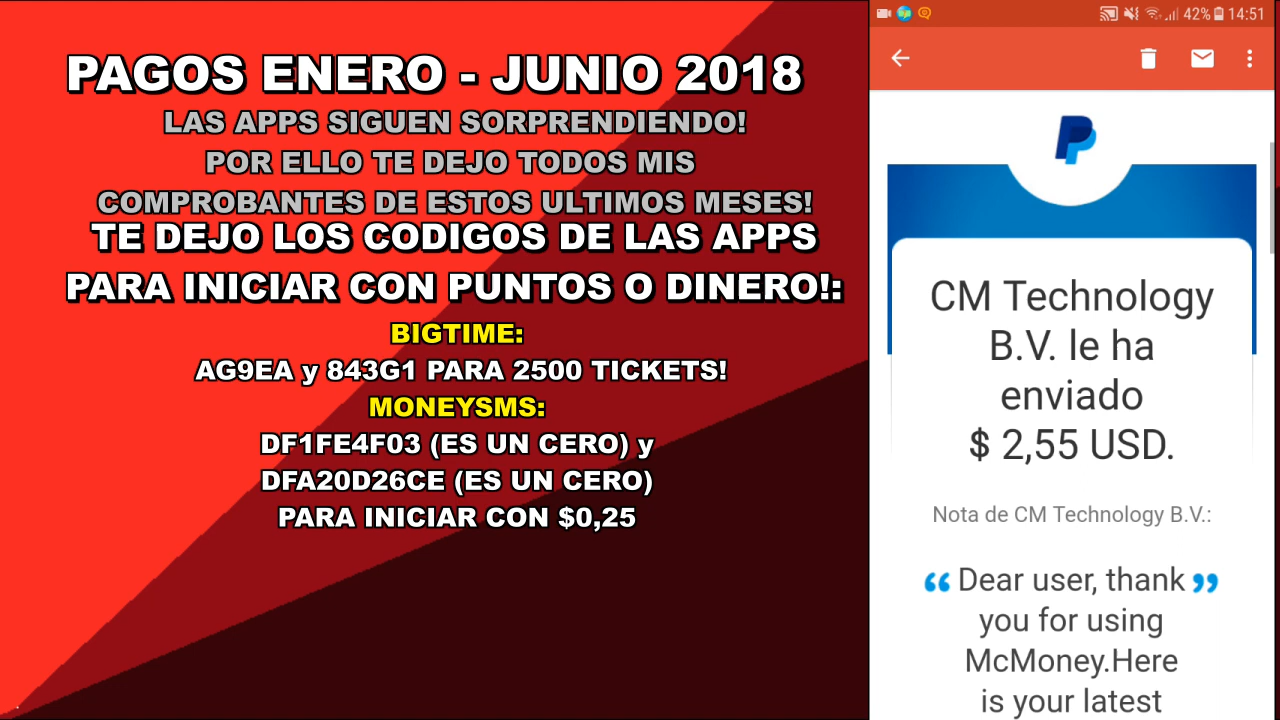 PAGOS ENERO - JUNIO 2018
LAS APPS SIGUEN SORPRENDIENDO!
POR ELLO TE DEJO TODOS MIS
COMPROBANTES DE ESTOS ULTIMOS MESES!
TE DEJO LOS CODIGOS DE LAS APPS
PARA INICIAR CON PUNTOS O DINERO!:
BIGTIME:
AG9EA y 843G1 PARA 2500 TICKETS!
MONEYSMS:
DF1FE4F03 (ES UN CERO) y
DFA20D26CE (ES UN CERO)
PARA INICIAR CON $0,25
42% 14:51
CM Technology
B.V. le ha
enviado
$ 2,55 USD.
Nota de CM Technology B.V.:
“ Dear user, thank ”
you for using
McMoney.Here
is your latest